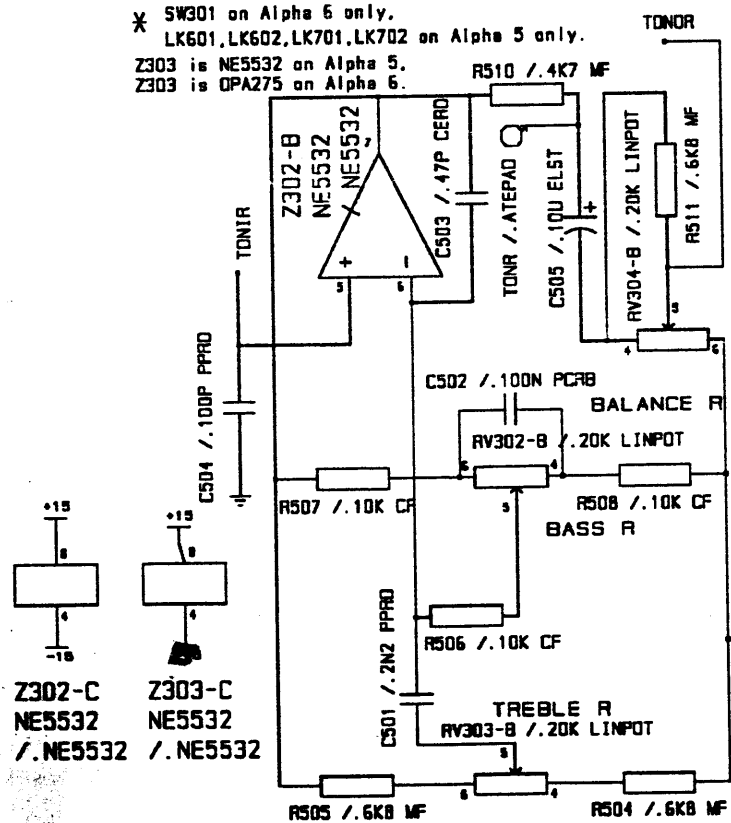 * SW301 on Alpha 6 only.
LK601,LK602,LK701,LK702 on Alpha 5 only.
Z303 is NE5532 on Alpha 5.
Z303 is OPA275 on Alpha 6.
TONOR
R510 /.4K7 MF
Z302-B
NE5532
NE5532
7
+
-
5
6
C503 /.47P CERD
TONR /.ATEPAD
C505 /.10U ELST
+
RV304-B /.20K LINPOT
R511 /.6K8 MF
5
4
6
BALANCE R
TONIR
C504 /.100P PPRD
C502 /.100N PCRB
RV302-B /.20K LINPOT
6
4
5
R507 /.10K CF
R508 /.10K CF
BASS R
+15
8
4
-15
Z302-C
NE5532
/.NE5532
+15
8
4
Z303-C
NE5532
/.NE5532
R506 /.10K CF
C501 /.2N2 PPRD
TREBLE R
RV303-B /.20K LINPOT
5
6
4
R505 /.6K8 MF
R504 /.6K8 MF